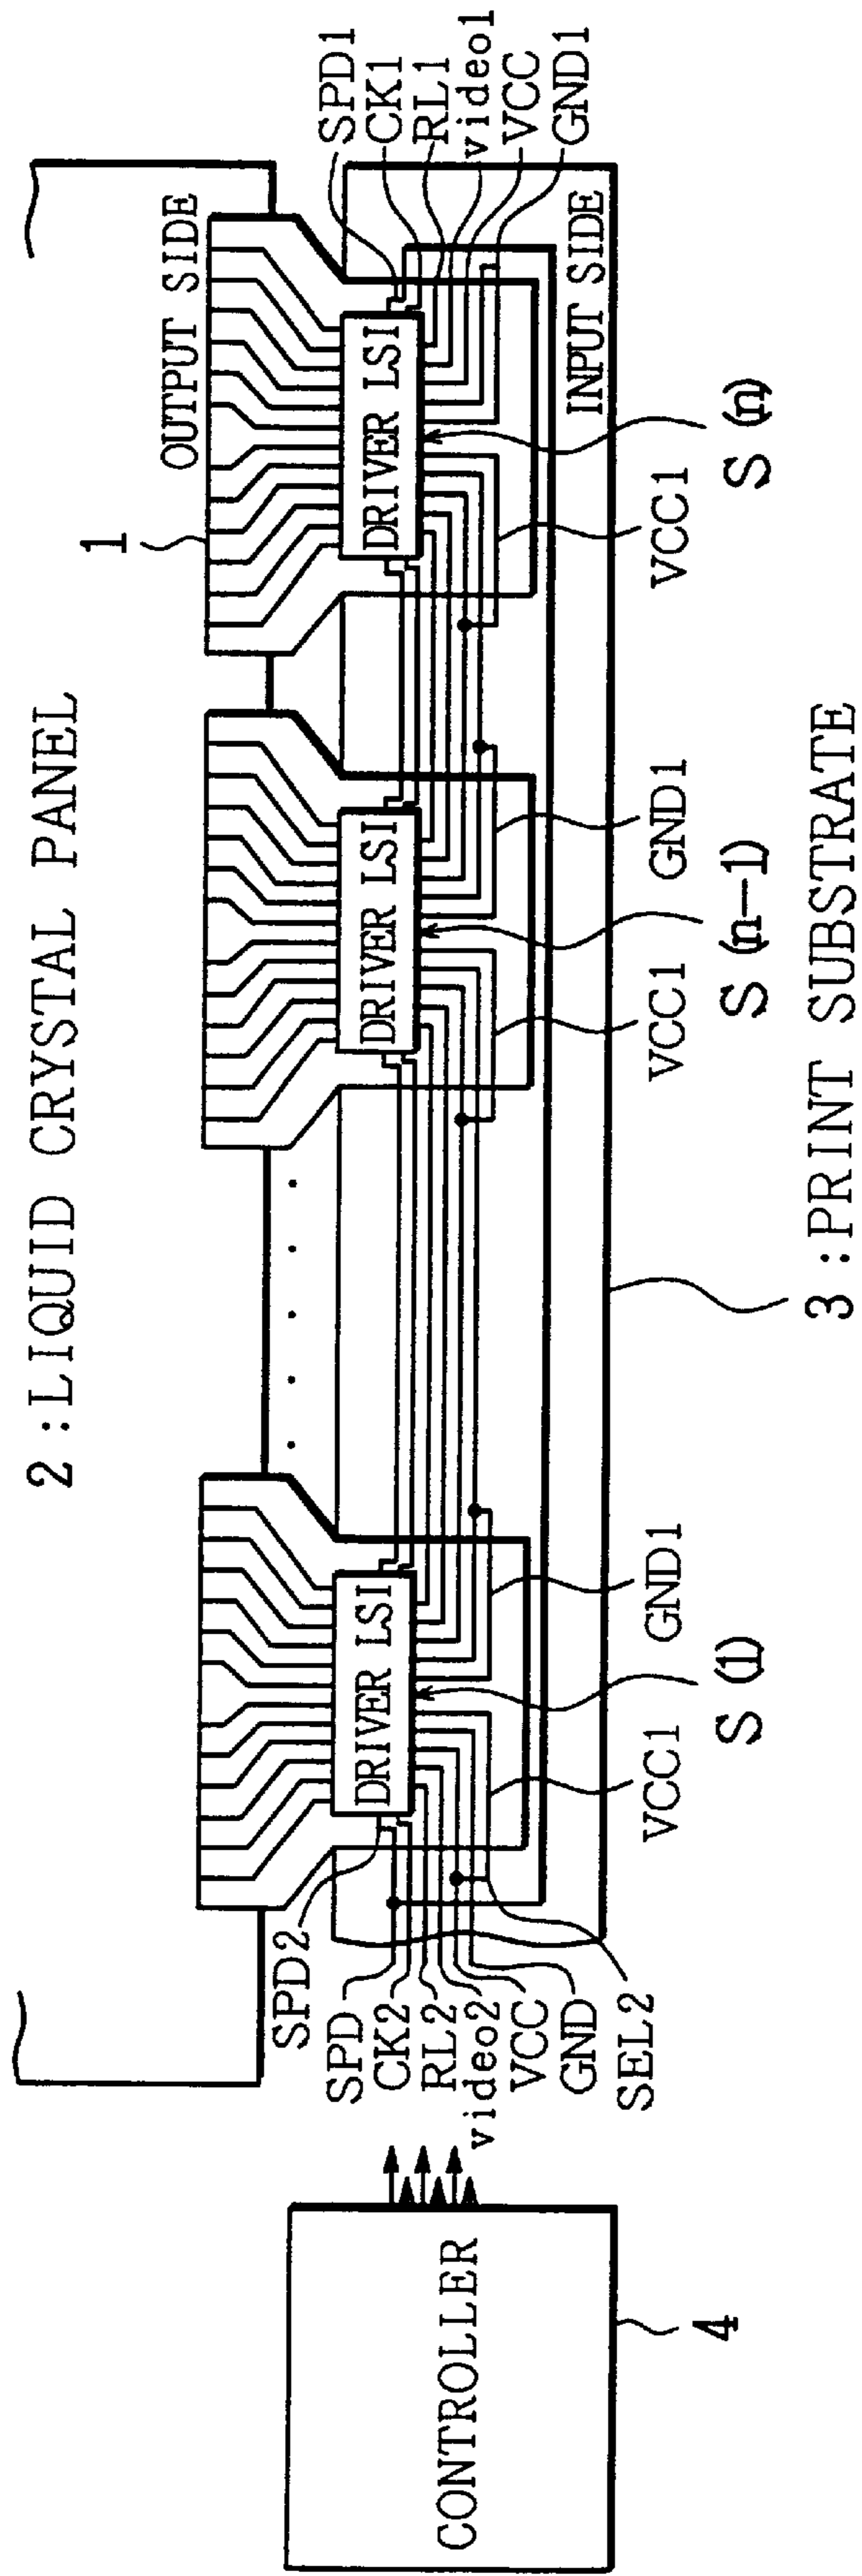 2 : LIQUID CRYSTAL PANEL
OUTPUT SIDE
1
SPD1
CK1
RL1
video1
VCC
GND1
DRIVER LSI
DRIVER LSI
DRIVER LSI
INPUT SIDE
SPD2
SPD
CK2
RL2
video2
VCC
GND
SEL2
VCC1
GND1
VCC1
GND1
VCC1
S (1)
S (n-1)
S (n)
3 : PRINT SUBSTRATE
CONTROLLER
4